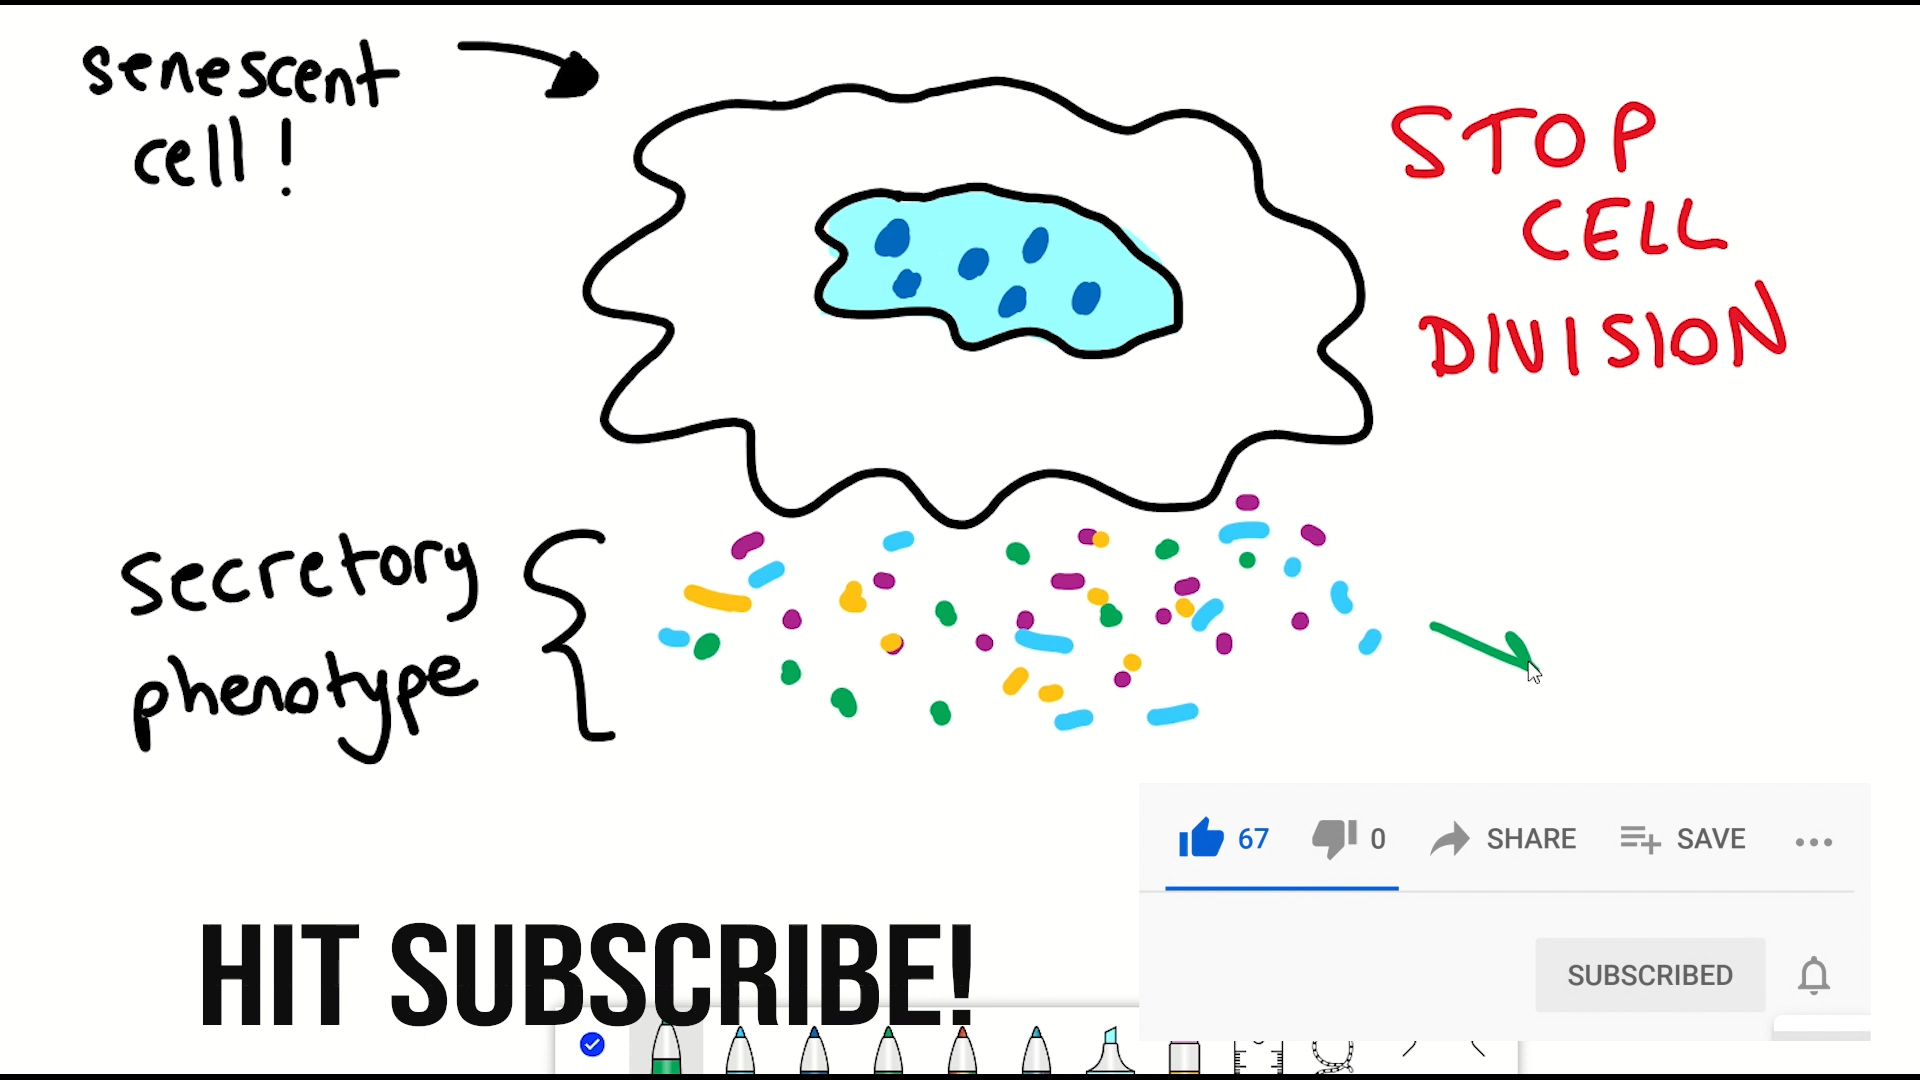 senescent
cell!
STOP
CELL
DIVISION
secretory
phenotype
67 0 SHARE SAVE
HIT SUBSCRIBE!
SUBSCRIBED